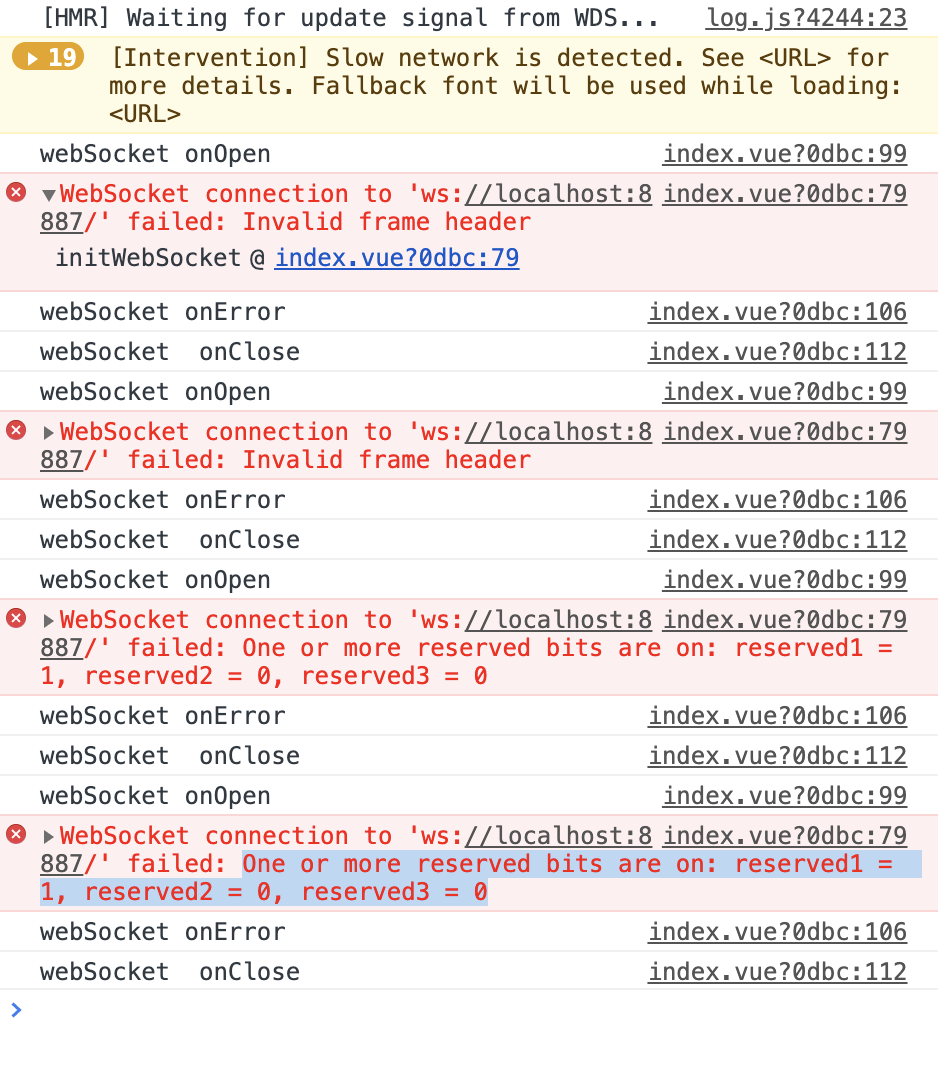 [HMR] Waiting for update signal from WDS... log.js?4244:23
19 [Intervention] Slow network is detected. See <URL> for
more details. Fallback font will be used while loading:
<URL>
webSocket onOpen index.vue?0dbc:99
WebSocket connection to 'ws://localhost:8 index.vue?0dbc:79
887/' failed: Invalid frame header
initWebSocket @ index.vue?0dbc:79
webSocket onError index.vue?0dbc:106
webSocket  onClose index.vue?0dbc:112
webSocket onOpen index.vue?0dbc:99
WebSocket connection to 'ws://localhost:8 index.vue?0dbc:79
887/' failed: Invalid frame header
webSocket onError index.vue?0dbc:106
webSocket  onClose index.vue?0dbc:112
webSocket onOpen index.vue?0dbc:99
WebSocket connection to 'ws://localhost:8 index.vue?0dbc:79
887/' failed: One or more reserved bits are on: reserved1 =
1, reserved2 = 0, reserved3 = 0
webSocket onError index.vue?0dbc:106
webSocket  onClose index.vue?0dbc:112
webSocket onOpen index.vue?0dbc:99
WebSocket connection to 'ws://localhost:8 index.vue?0dbc:79
887/' failed: One or more reserved bits are on: reserved1 =
1, reserved2 = 0, reserved3 = 0
webSocket onError index.vue?0dbc:106
webSocket  onClose index.vue?0dbc:112